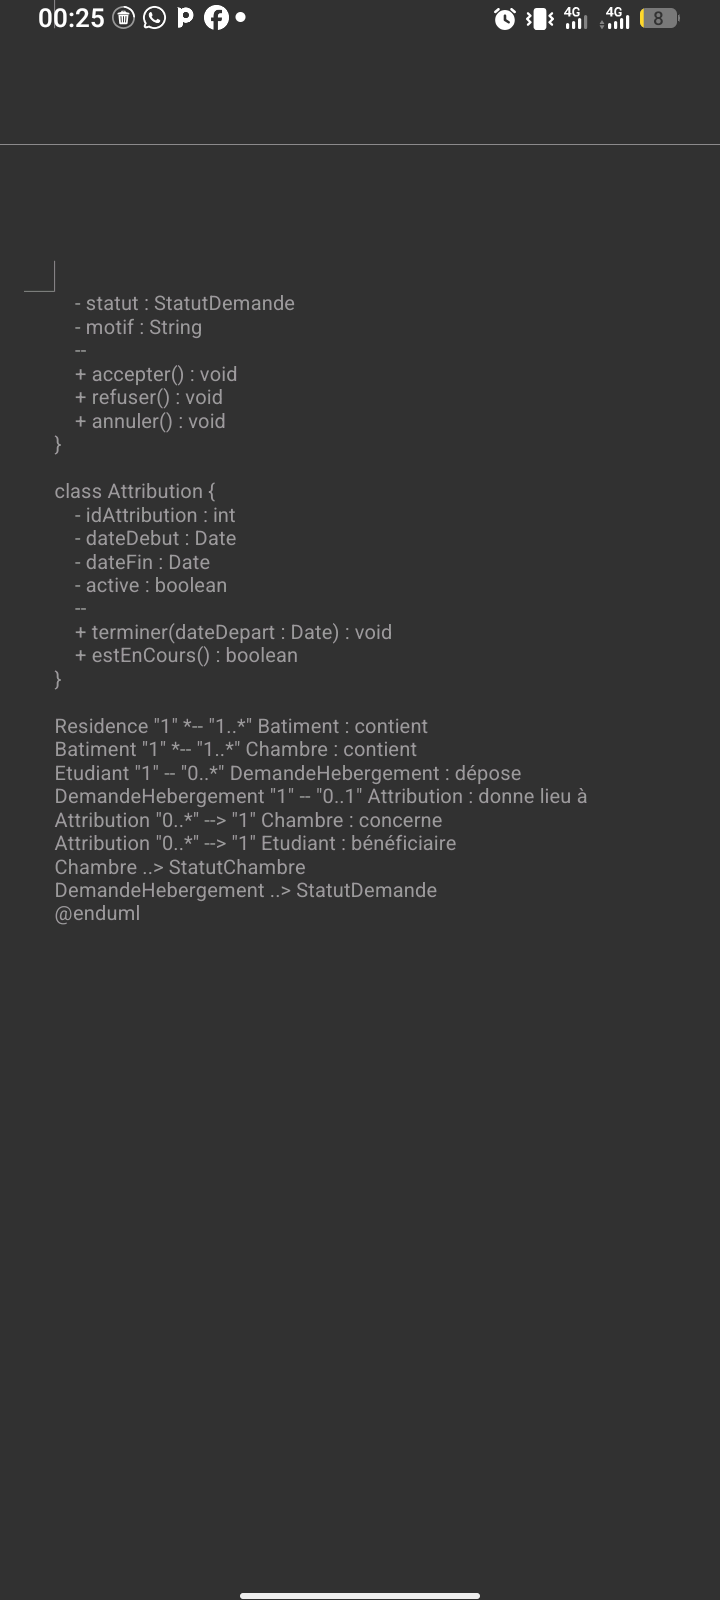 00:25
4G
4G
8
- statut : StatutDemande
- motif : String
--
+ accepter() : void
+ refuser() : void
+ annuler() : void
}
class Attribution {
- idAttribution : int
- dateDebut : Date
- dateFin : Date
- active : boolean
--
+ terminer(dateDepart : Date) : void
+ estEnCours() : boolean
}
Residence "1" *-- "1..*" Batiment : contient
Batiment "1" *-- "1..*" Chambre : contient
Etudiant "1" -- "0..*" DemandeHebergement : dépose
DemandeHebergement "1" -- "0..1" Attribution : donne lieu à
Attribution "0..*" --> "1" Chambre : concerne
Attribution "0..*" --> "1" Etudiant : bénéficiaire
Chambre ..> StatutChambre
DemandeHebergement ..> StatutDemande
@enduml